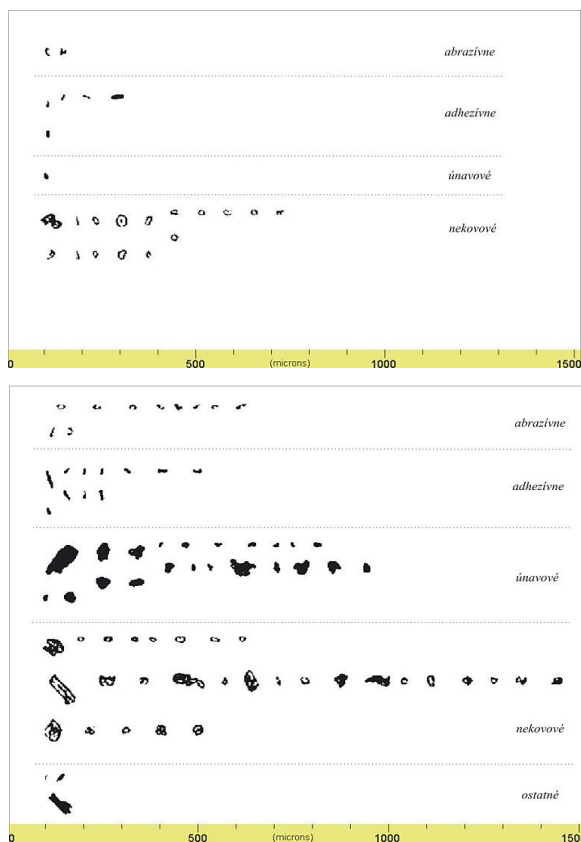 abrazívne
adhezívne
únavové
nekovové
0 500 (microns) 1000 1500
abrazívne
adhezívne
únavové
nekovové
ostatné
0 500 (microns) 1000 150